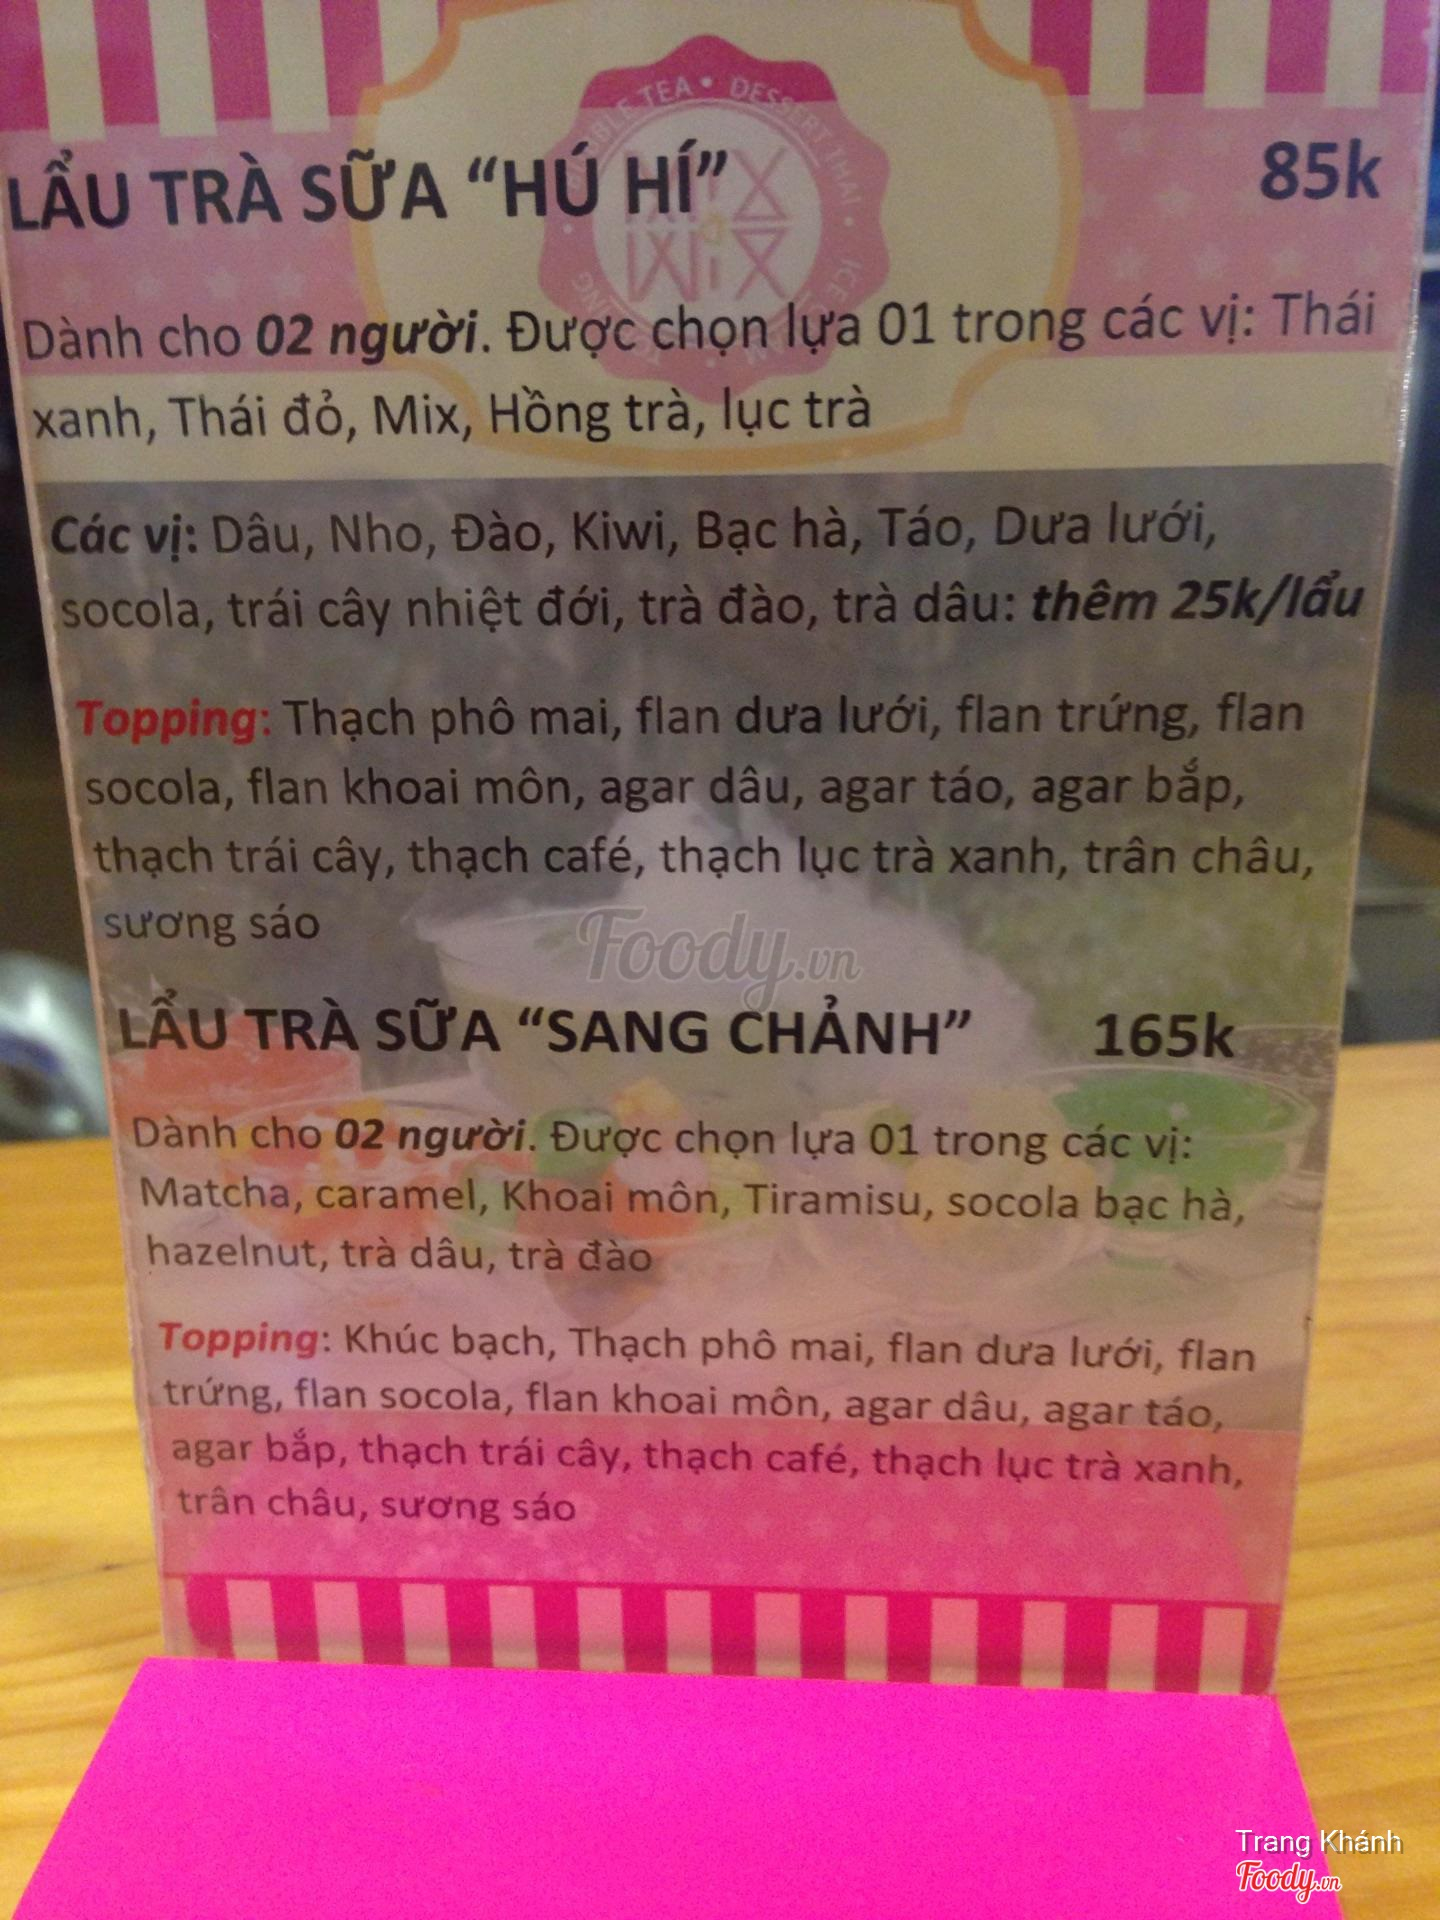 BUBBLE TEA • DESSERT THAI • ICE CREAM
MIX
MIX
LẨU TRÀ SỮA “HÚ HÍ” 85k
Dành cho 02 người. Được chọn lựa 01 trong các vị: Thái
xanh, Thái đỏ, Mix, Hồng trà, lục trà
Các vị: Dâu, Nho, Đào, Kiwi, Bạc hà, Táo, Dưa lưới,
socola, trái cây nhiệt đới, trà đào, trà dâu: thêm 25k/lẩu
Topping: Thạch phô mai, flan dưa lưới, flan trứng, flan
socola, flan khoai môn, agar dâu, agar táo, agar bắp,
thạch trái cây, thạch café, thạch lục trà xanh, trân châu,
sương sáo
Foody.vn
LẨU TRÀ SỮA “SANG CHẢNH” 165k
Dành cho 02 người. Được chọn lựa 01 trong các vị:
Matcha, caramel, Khoai môn, Tiramisu, socola bạc hà,
hazelnut, trà dâu, trà đào
Topping: Khúc bạch, Thạch phô mai, flan dưa lưới, flan
trứng, flan socola, flan khoai môn, agar dâu, agar táo,
agar bắp, thạch trái cây, thạch café, thạch lục trà xanh,
trân châu, sương sáo
Trang Khánh
Foody.vn